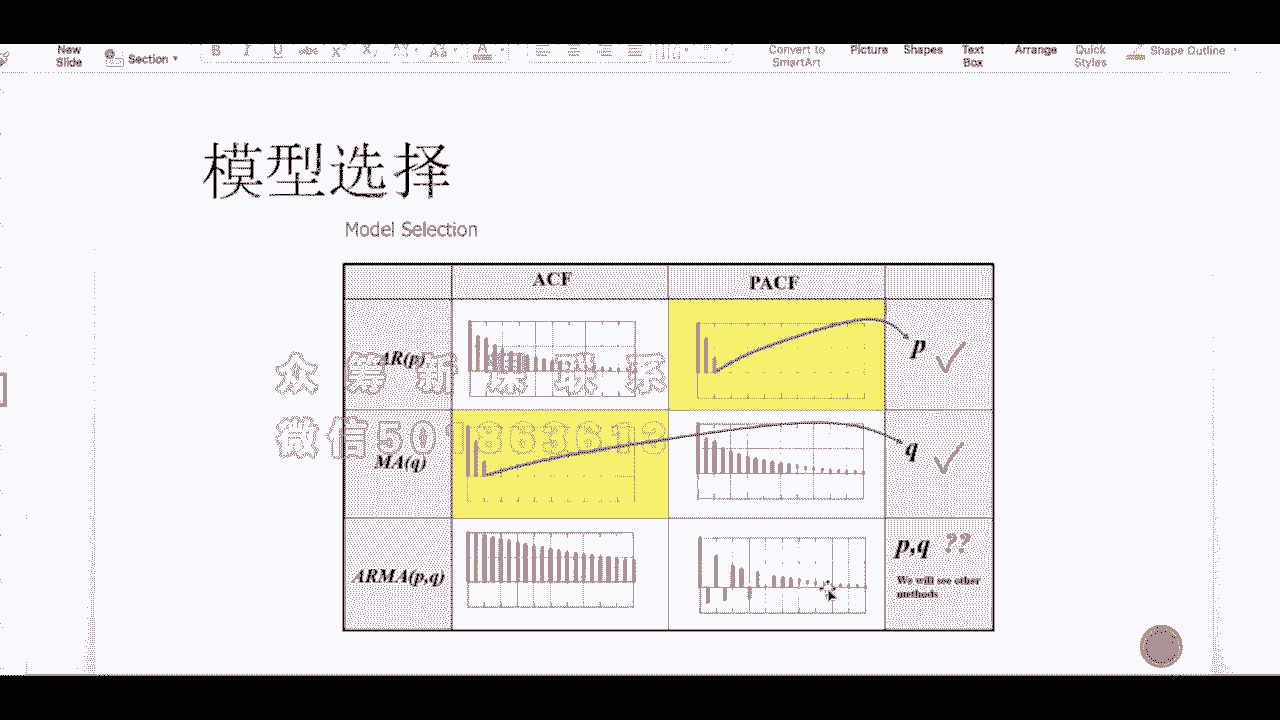 New
Slide
Section
B I U abc X² X
Convert to
SmartArt
Picture
Shapes
Text
Box
Arrange
Quick
Styles
Shape Outline
模型选择
Model Selection
ACF
PACF
AR(p)
p
众筹新课联系
微信501863613
MA(q)
q
ARMA(p,q)
p,q ??
We will see other
methods